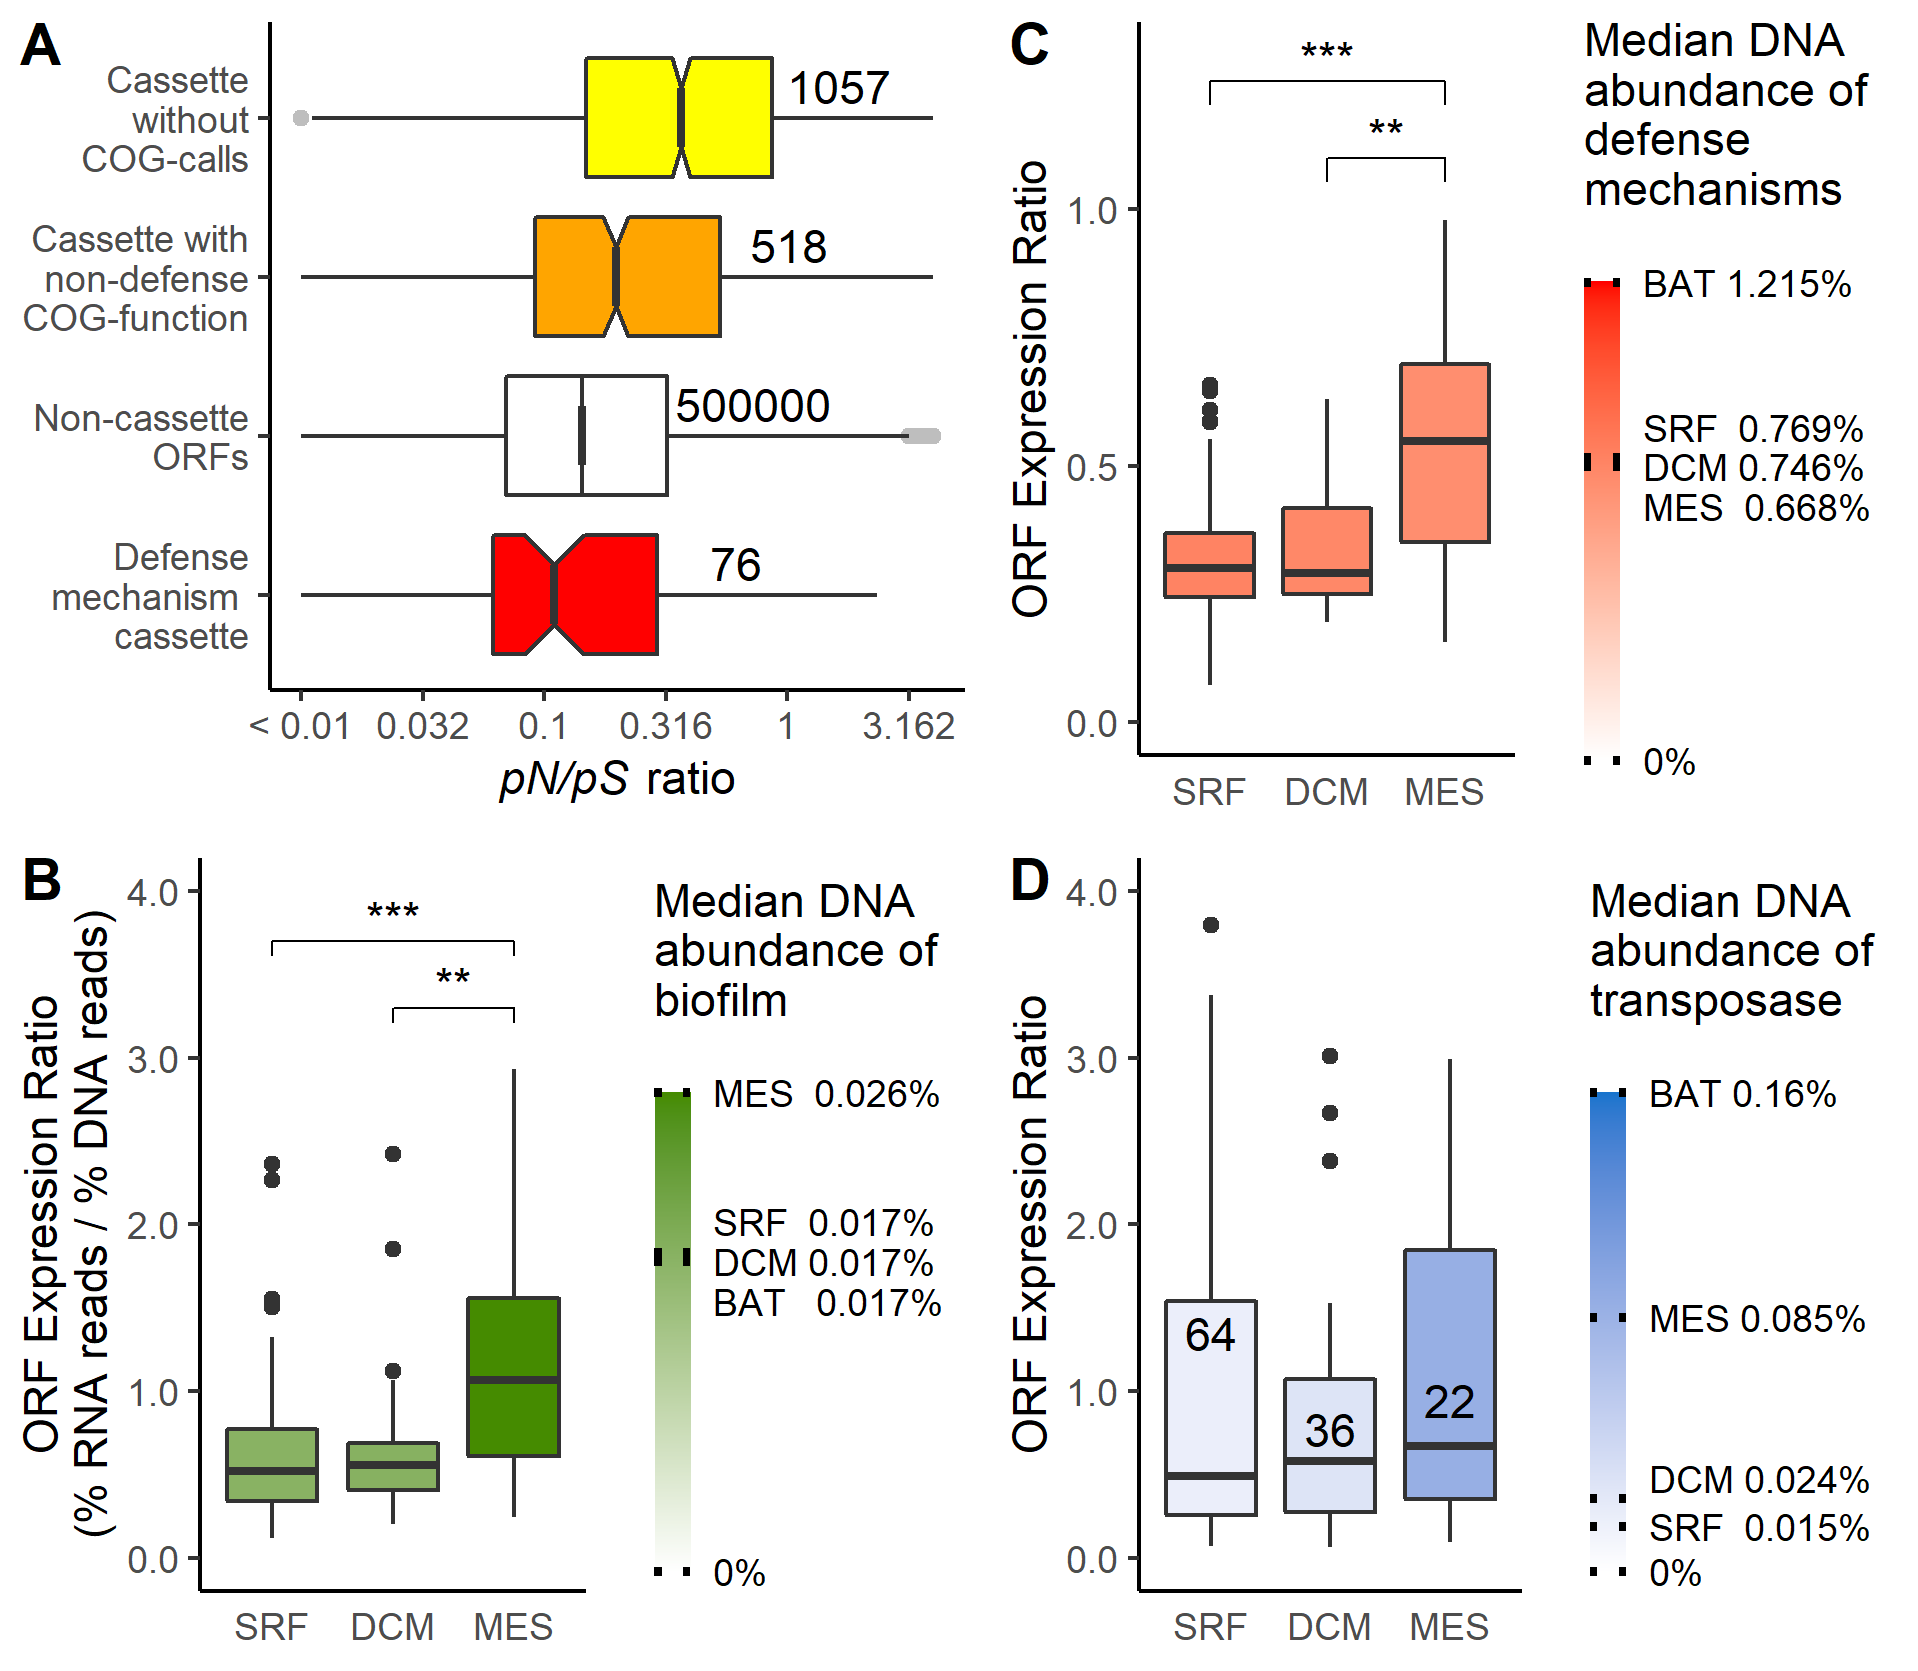 A
Cassette
without
COG-calls
1057
Cassette with
non-defense
COG-function
518
Non-cassette
ORFs
500000
Defense
mechanism
cassette
76
< 0.01 0.032 0.1 0.316 1 3.162
pN/pS ratio
C
ORF Expression Ratio
1.0
0.5
0.0
***
**
SRF DCM MES
Median DNA
abundance of
defense
mechanisms
BAT 1.215%
SRF 0.769%
DCM 0.746%
MES 0.668%
0%
B
ORF Expression Ratio
(% RNA reads / % DNA reads)
4.0
3.0
2.0
1.0
0.0
***
**
SRF DCM MES
Median DNA
abundance of
biofilm
MES 0.026%
SRF 0.017%
DCM 0.017%
BAT 0.017%
0%
D
ORF Expression Ratio
4.0
3.0
2.0
1.0
0.0
64
36
22
SRF DCM MES
Median DNA
abundance of
transposase
BAT 0.16%
MES 0.085%
DCM 0.024%
SRF 0.015%
0%